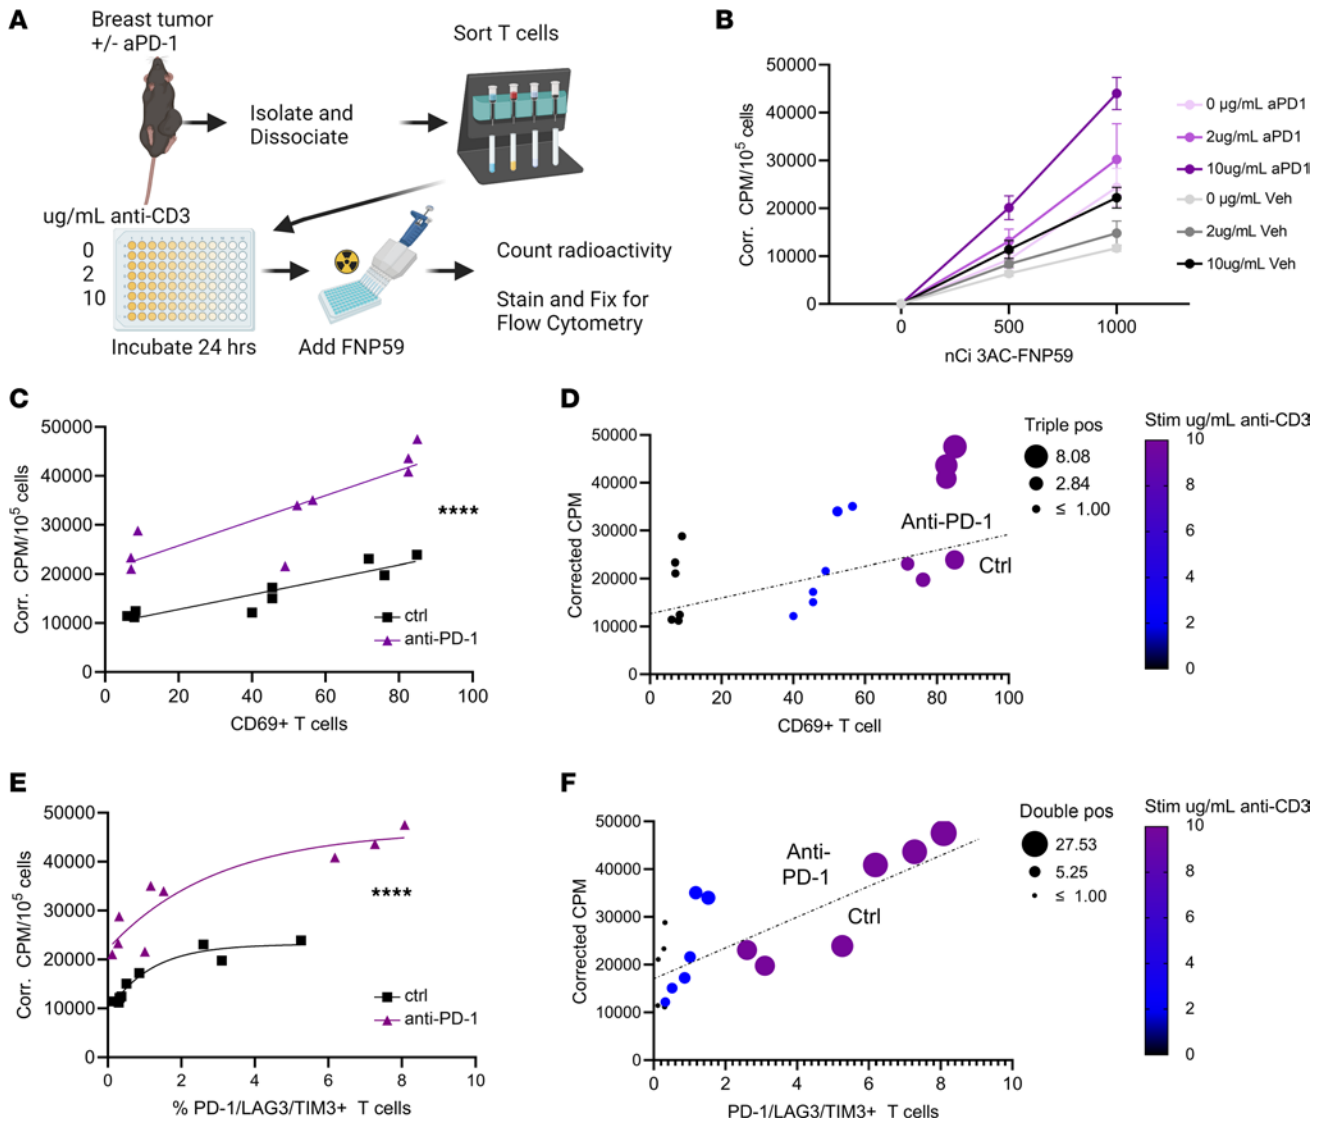 A
Breast tumor
+/- aPD-1
Isolate and
Dissociate
Sort T cells
ug/mL anti-CD3
0
2
10
Incubate 24 hrs
Add FNP59
Count radioactivity
Stain and Fix for
Flow Cytometry
B
Corr. CPM/10⁵ cells
50000
40000
30000
20000
10000
0
0 500 1000
nCi 3AC-FNP59
0 µg/mL aPD1
2ug/mL aPD1
10ug/mL aPD1
0 µg/mL Veh
2ug/mL Veh
10ug/mL Veh
C
Corr. CPM/10⁵ cells
50000
40000
30000
20000
10000
0
0 20 40 60 80 100
CD69+ T cells
****
ctrl
anti-PD-1
D
Corrected CPM
50000
40000
30000
20000
10000
0
0 20 40 60 80 100
CD69+ T cell
Anti-PD-1
Ctrl
Triple pos
8.08
2.84
≤ 1.00
Stim ug/mL anti-CD3
10
8
6
4
2
0
E
Corr. CPM/10⁵ cells
50000
40000
30000
20000
10000
0
0 2 4 6 8 10
% PD-1/LAG3/TIM3+ T cells
****
ctrl
anti-PD-1
F
Corrected CPM
50000
40000
30000
20000
10000
0
0 2 4 6 8 10
PD-1/LAG3/TIM3+ T cells
Anti-
PD-1
Ctrl
Double pos
27.53
5.25
≤ 1.00
Stim ug/mL anti-CD3
10
8
6
4
2
0